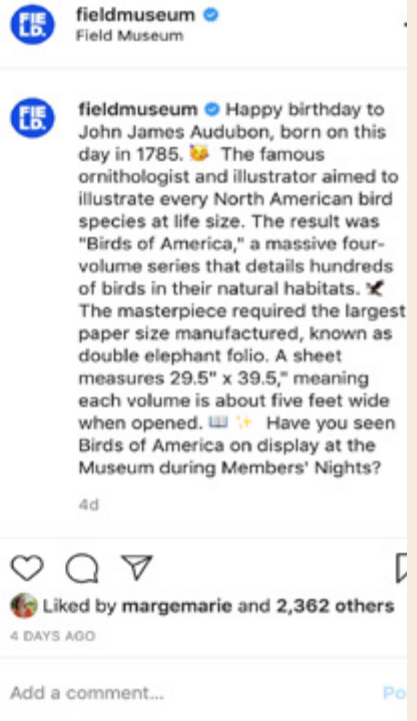 FIE
LD.
fieldmuseum
Field Museum
FIE
LD.
fieldmuseum Happy birthday to
John James Audubon, born on this
day in 1785. 🥳 The famous
ornithologist and illustrator aimed to
illustrate every North American bird
species at life size. The result was
"Birds of America," a massive four-
volume series that details hundreds
of birds in their natural habitats. 🦅
The masterpiece required the largest
paper size manufactured, known as
double elephant folio. A sheet
measures 29.5" x 39.5," meaning
each volume is about five feet wide
when opened. 📖 ✨ Have you seen
Birds of America on display at the
Museum during Members' Nights?
4d
Liked by margemarie and 2,362 others
4 DAYS AGO
Add a comment...
Po